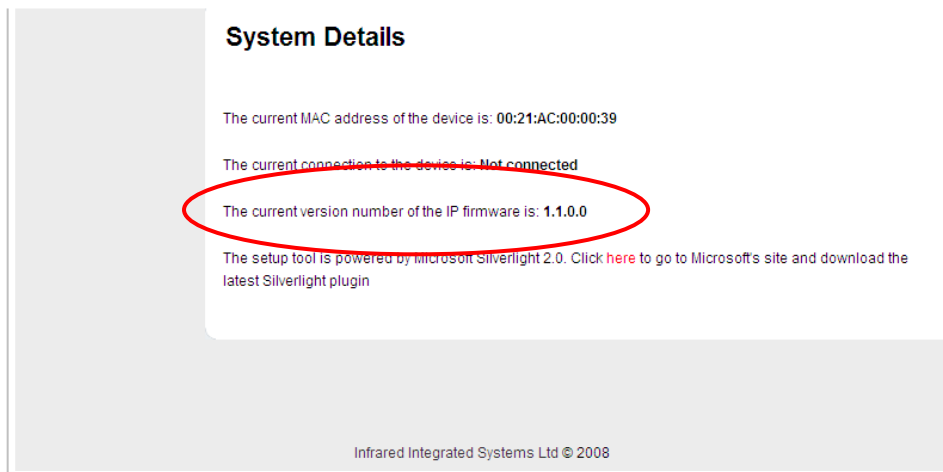 System Details
The current MAC address of the device is: 00:21:AC:00:00:39
The current connection to the device is: Not connected
The current version number of the IP firmware is: 1.1.0.0
The setup tool is powered by Microsoft Silverlight 2.0. Click here to go to Microsoft's site and download the
latest Silverlight plugin
Infrared Integrated Systems Ltd © 2008